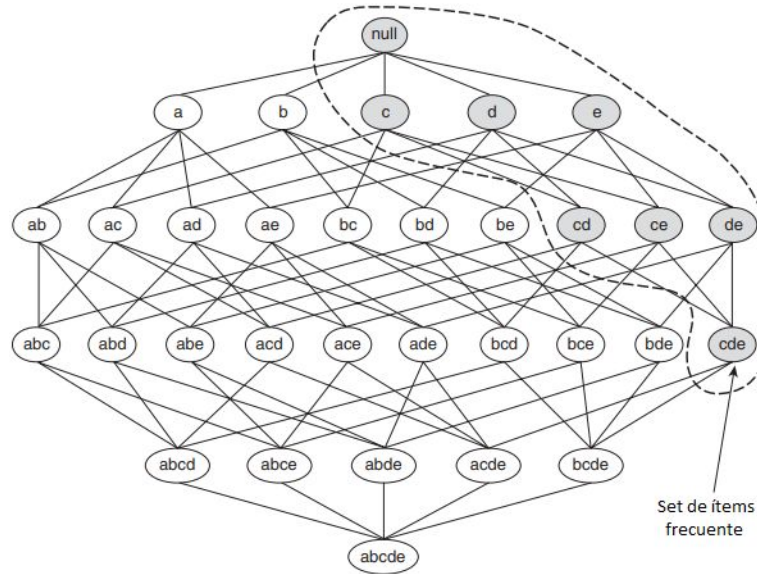 null
a b c d e
ab ac ad ae bc bd be cd ce de
abc abd abe acd ace ade bcd bce bde cde
abcd abce abde acde bcde
Set de ítems
frecuente
abcde